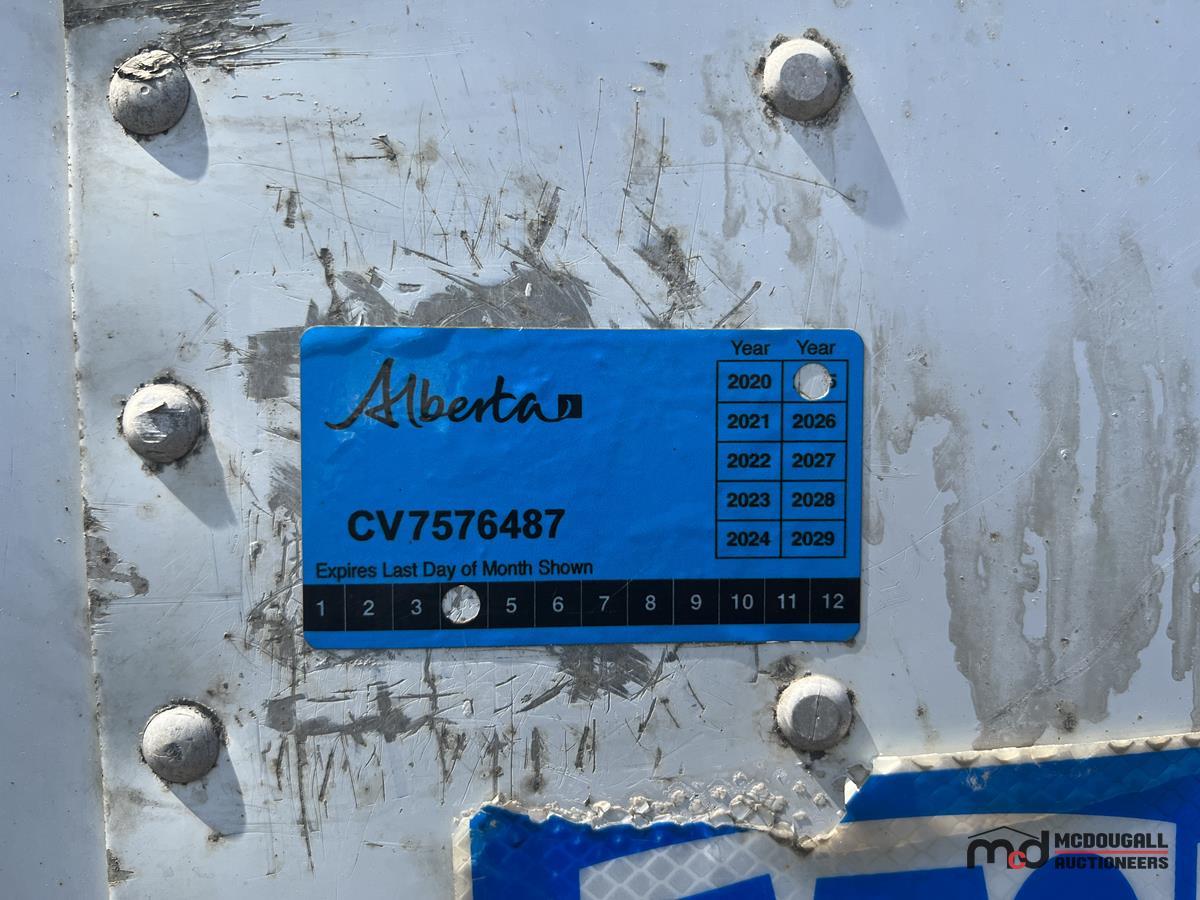 Alberta
Year Year
2020
2021 2026
2022 2027
2023 2028
2024 2029
CV7576487
Expires Last Day of Month Shown
1 2 3 5 6 7 8 9 10 11 12
mcd MCDOUGALL
AUCTIONEERS